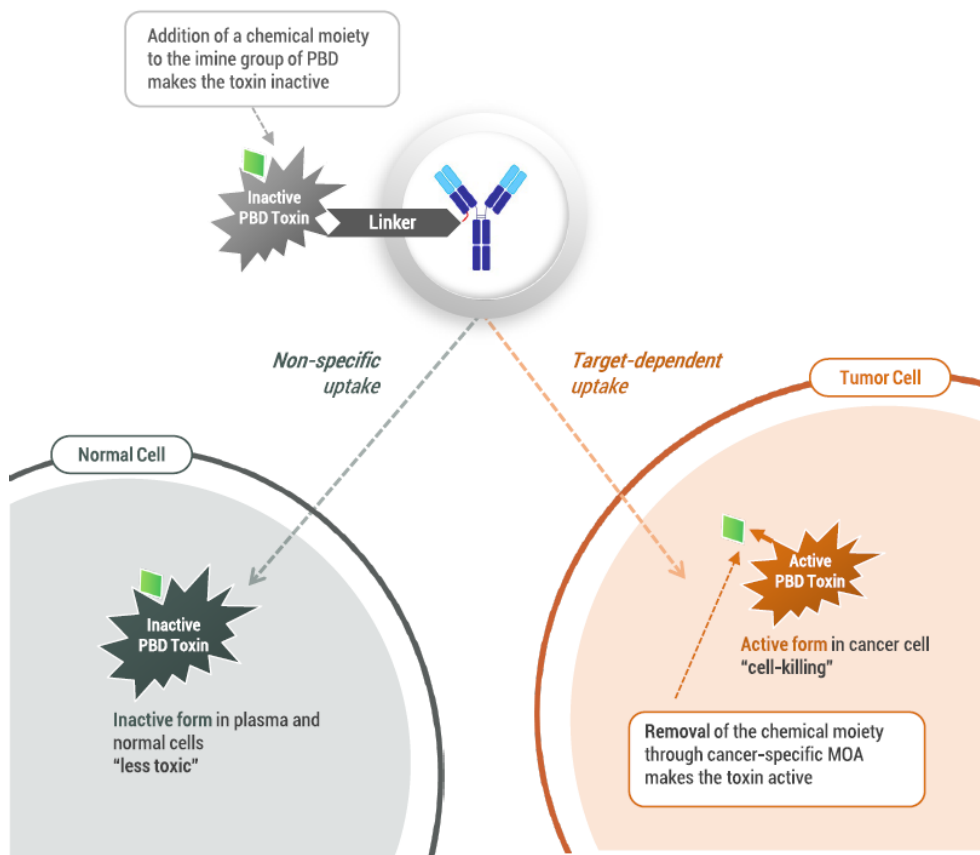 Addition of a chemical moiety
to the imine group of PBD
makes the toxin inactive
Inactive
PBD Toxin
Linker
Non-specific
uptake
Target-dependent
uptake
Tumor Cell
Normal Cell
Inactive
PBD Toxin
Active
PBD Toxin
Inactive form in plasma and
normal cells
“less toxic”
Active form in cancer cell
“cell-killing”
Removal of the chemical moiety
through cancer-specific MOA
makes the toxin active